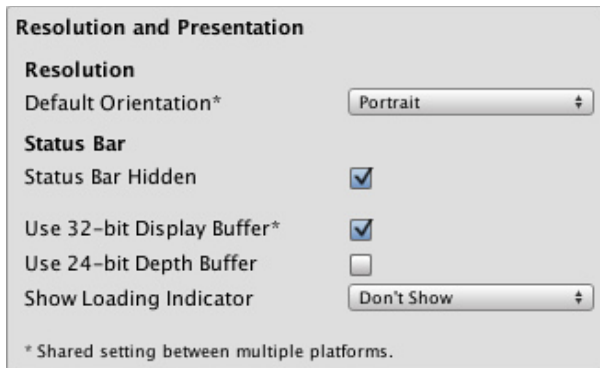 Resolution and Presentation
Resolution
Default Orientation* Portrait
Status Bar
Status Bar Hidden
Use 32-bit Display Buffer*
Use 24-bit Depth Buffer
Show Loading Indicator Don't Show
* Shared setting between multiple platforms.